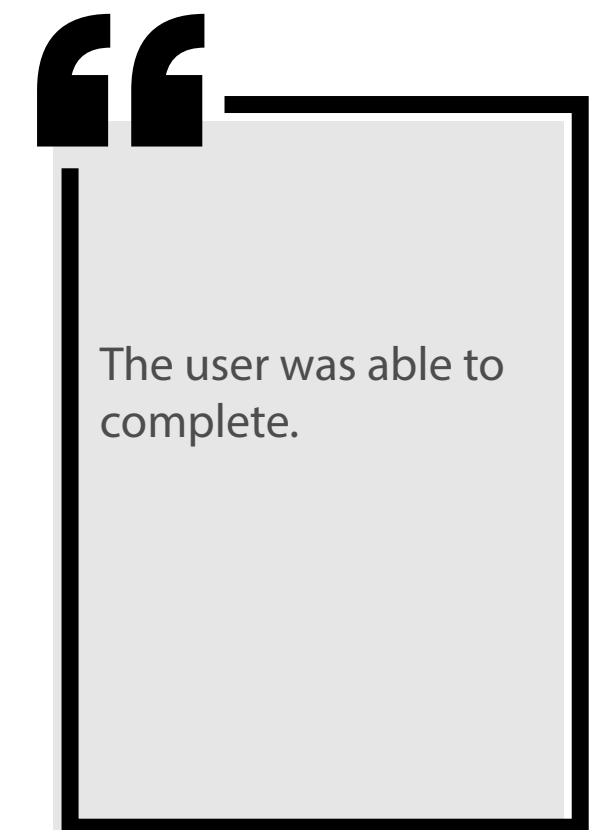 “
The user was able to
complete.